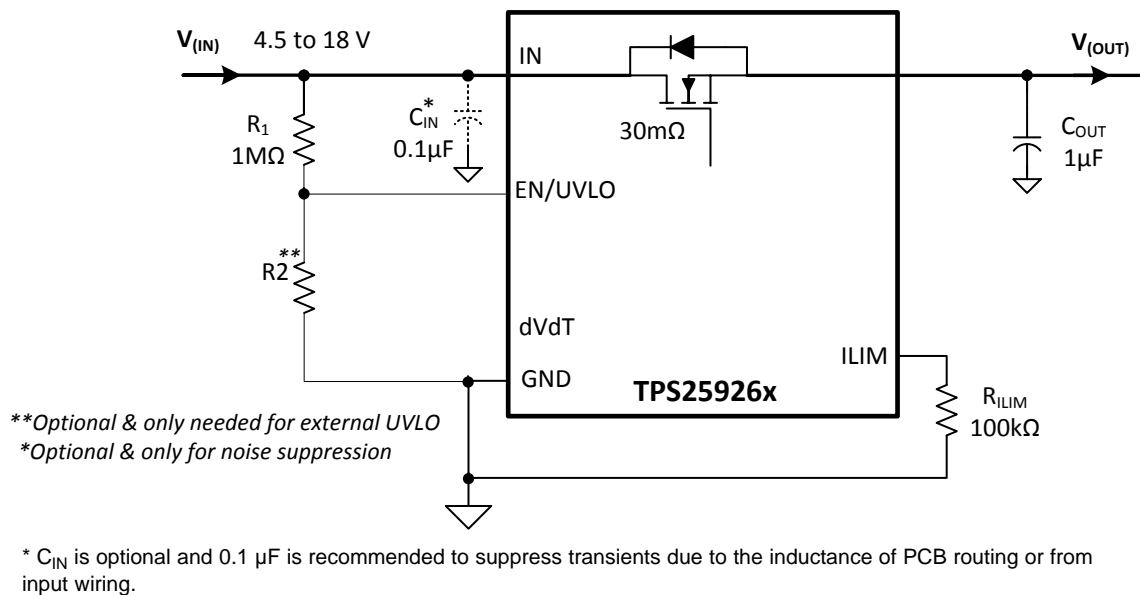 V(IN) 4.5 to 18 V
IN
V(OUT)
R1
1MΩ
*
CIN
0.1µF
30mΩ
COUT
1µF
EN/UVLO
**
R2
dVdT
ILIM
GND
TPS25926x
RILIM
100kΩ
**Optional & only needed for external UVLO
*Optional & only for noise suppression
* CIN is optional and 0.1 µF is recommended to suppress transients due to the inductance of PCB routing or from
input wiring.